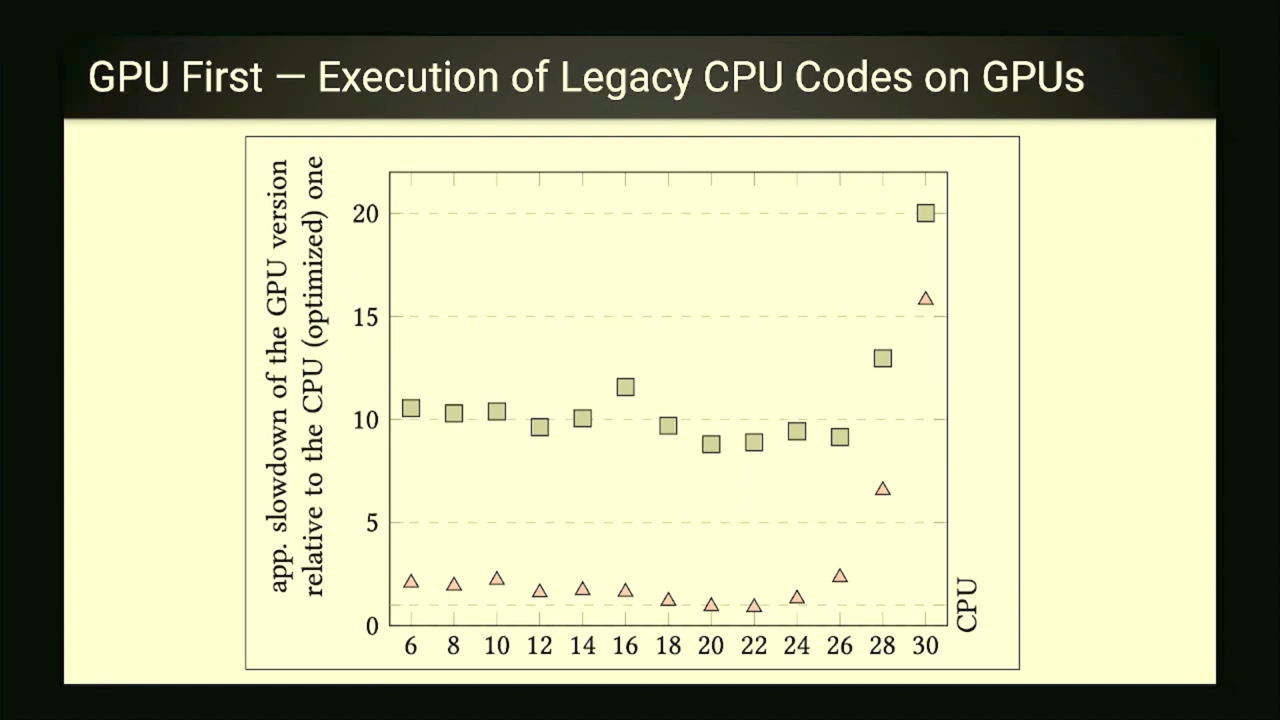 GPU First — Execution of Legacy CPU Codes on GPUs
app. slowdown of the GPU version
relative to the CPU (optimized) one
20
15
10
5
0
6 8 10 12 14 16 18 20 22 24 26 28 30
CPU